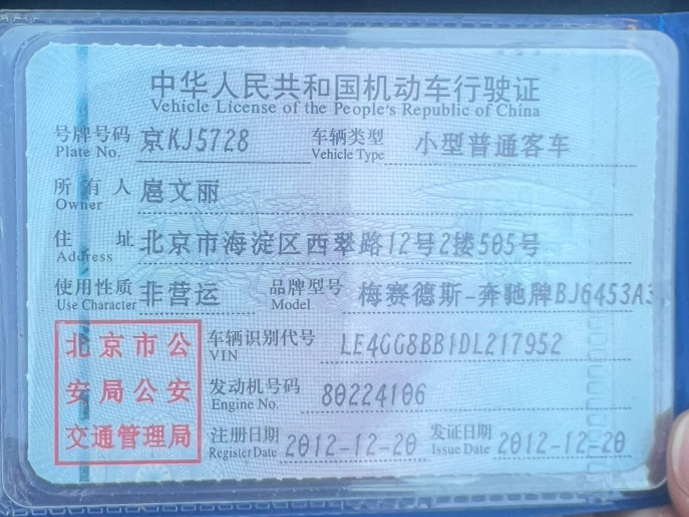 中华人民共和国机动车行驶证
Vehicle License of the People's Republic of China
号牌号码 京KJ5728 车辆类型 小型普通客车
Plate No. Vehicle Type
所有人 扈文丽
Owner
住址 北京市海淀区西翠路12号2搂505号
Address
使用性质 非营运 品牌型号 梅赛德斯-奔驰牌BJ6453A3
Use Character Model
北京市公
安局公安
交通管理局
车辆识别代号 LE4GG8BB1DL217952
VIN
发动机号码 80224106
Engine No.
注册日期 2012-12-20 发证日期 2012-12-20
Register Date Issue Date